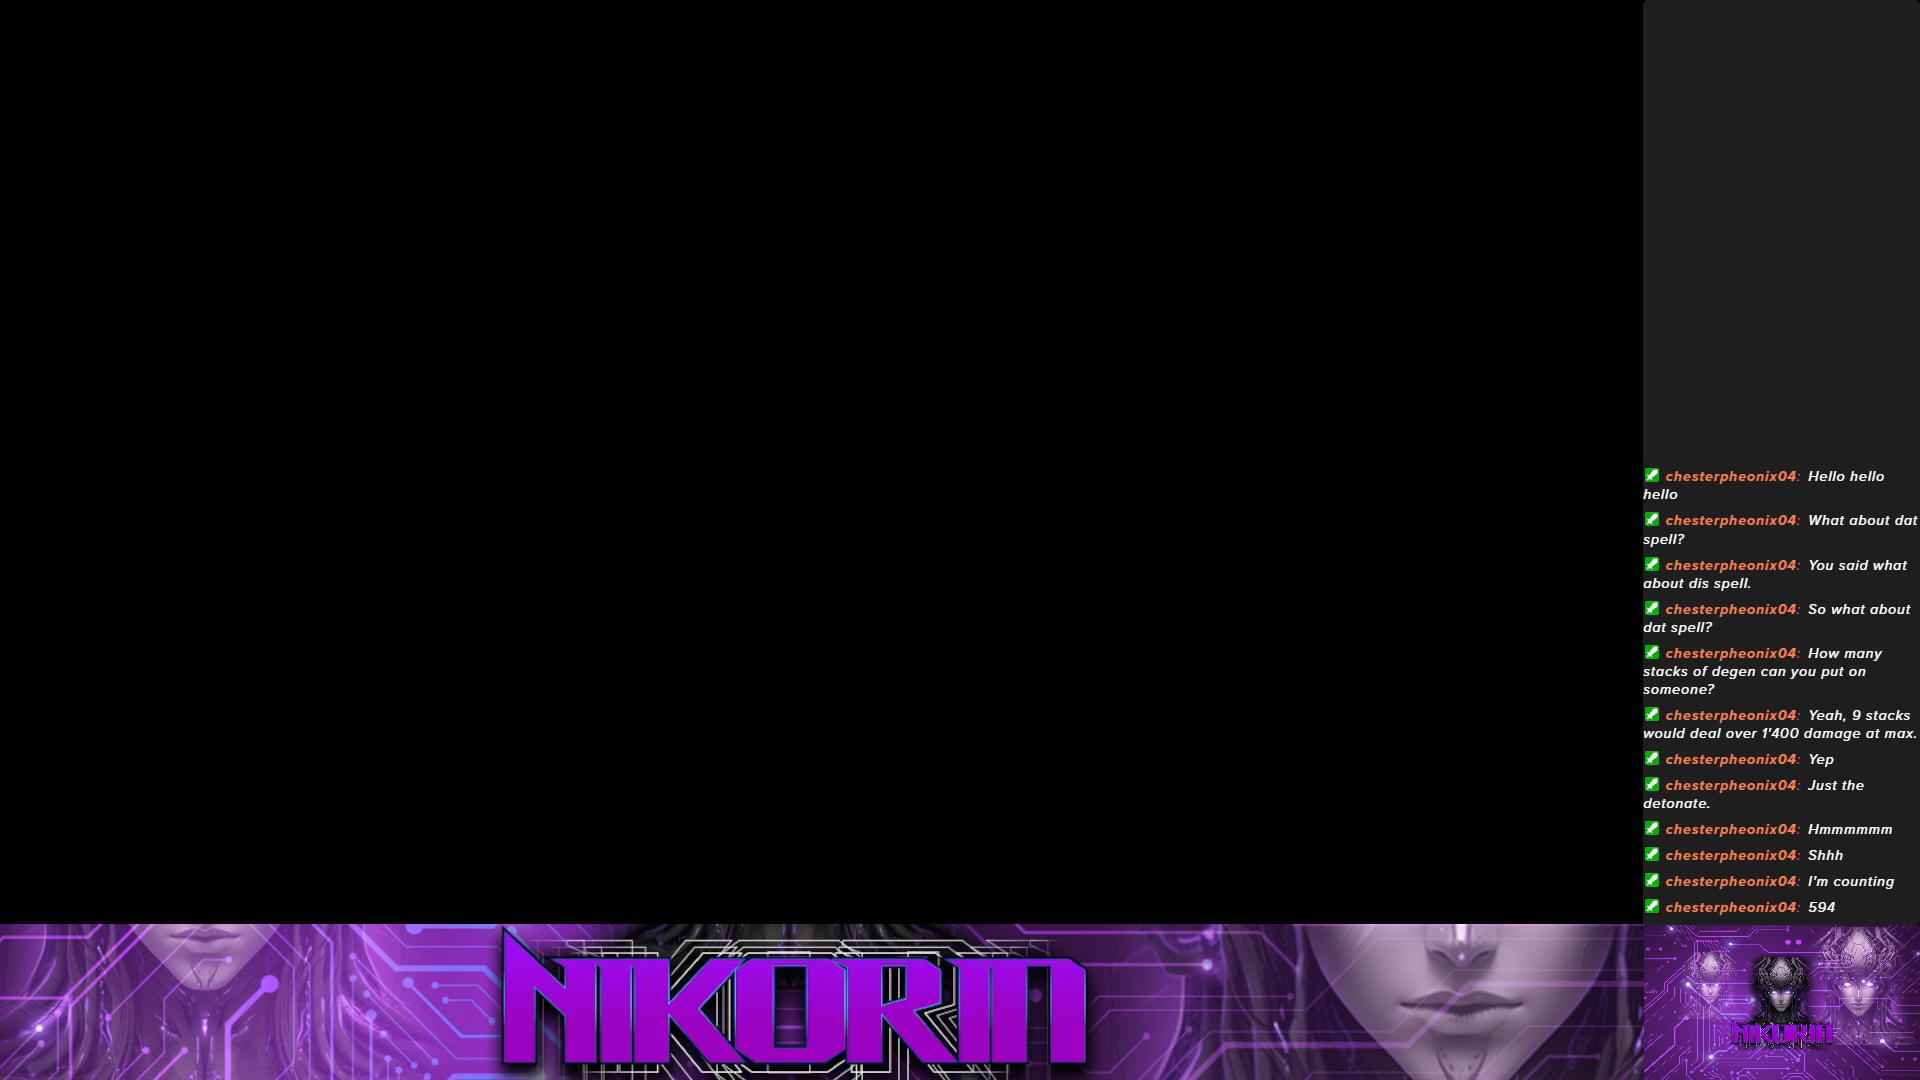 chesterpheonix04: Hello hello
hello
chesterpheonix04: What about dat
spell?
chesterpheonix04: You said what
about dis spell.
chesterpheonix04: So what about
dat spell?
chesterpheonix04: How many
stacks of degen can you put on
someone?
chesterpheonix04: Yeah, 9 stacks
would deal over 1'400 damage at max.
chesterpheonix04: Yep
chesterpheonix04: Just the
detonate.
chesterpheonix04: Hmmmmmm
chesterpheonix04: Shhh
chesterpheonix04: I'm counting
chesterpheonix04: 594
NIKORIN
NIKORIN